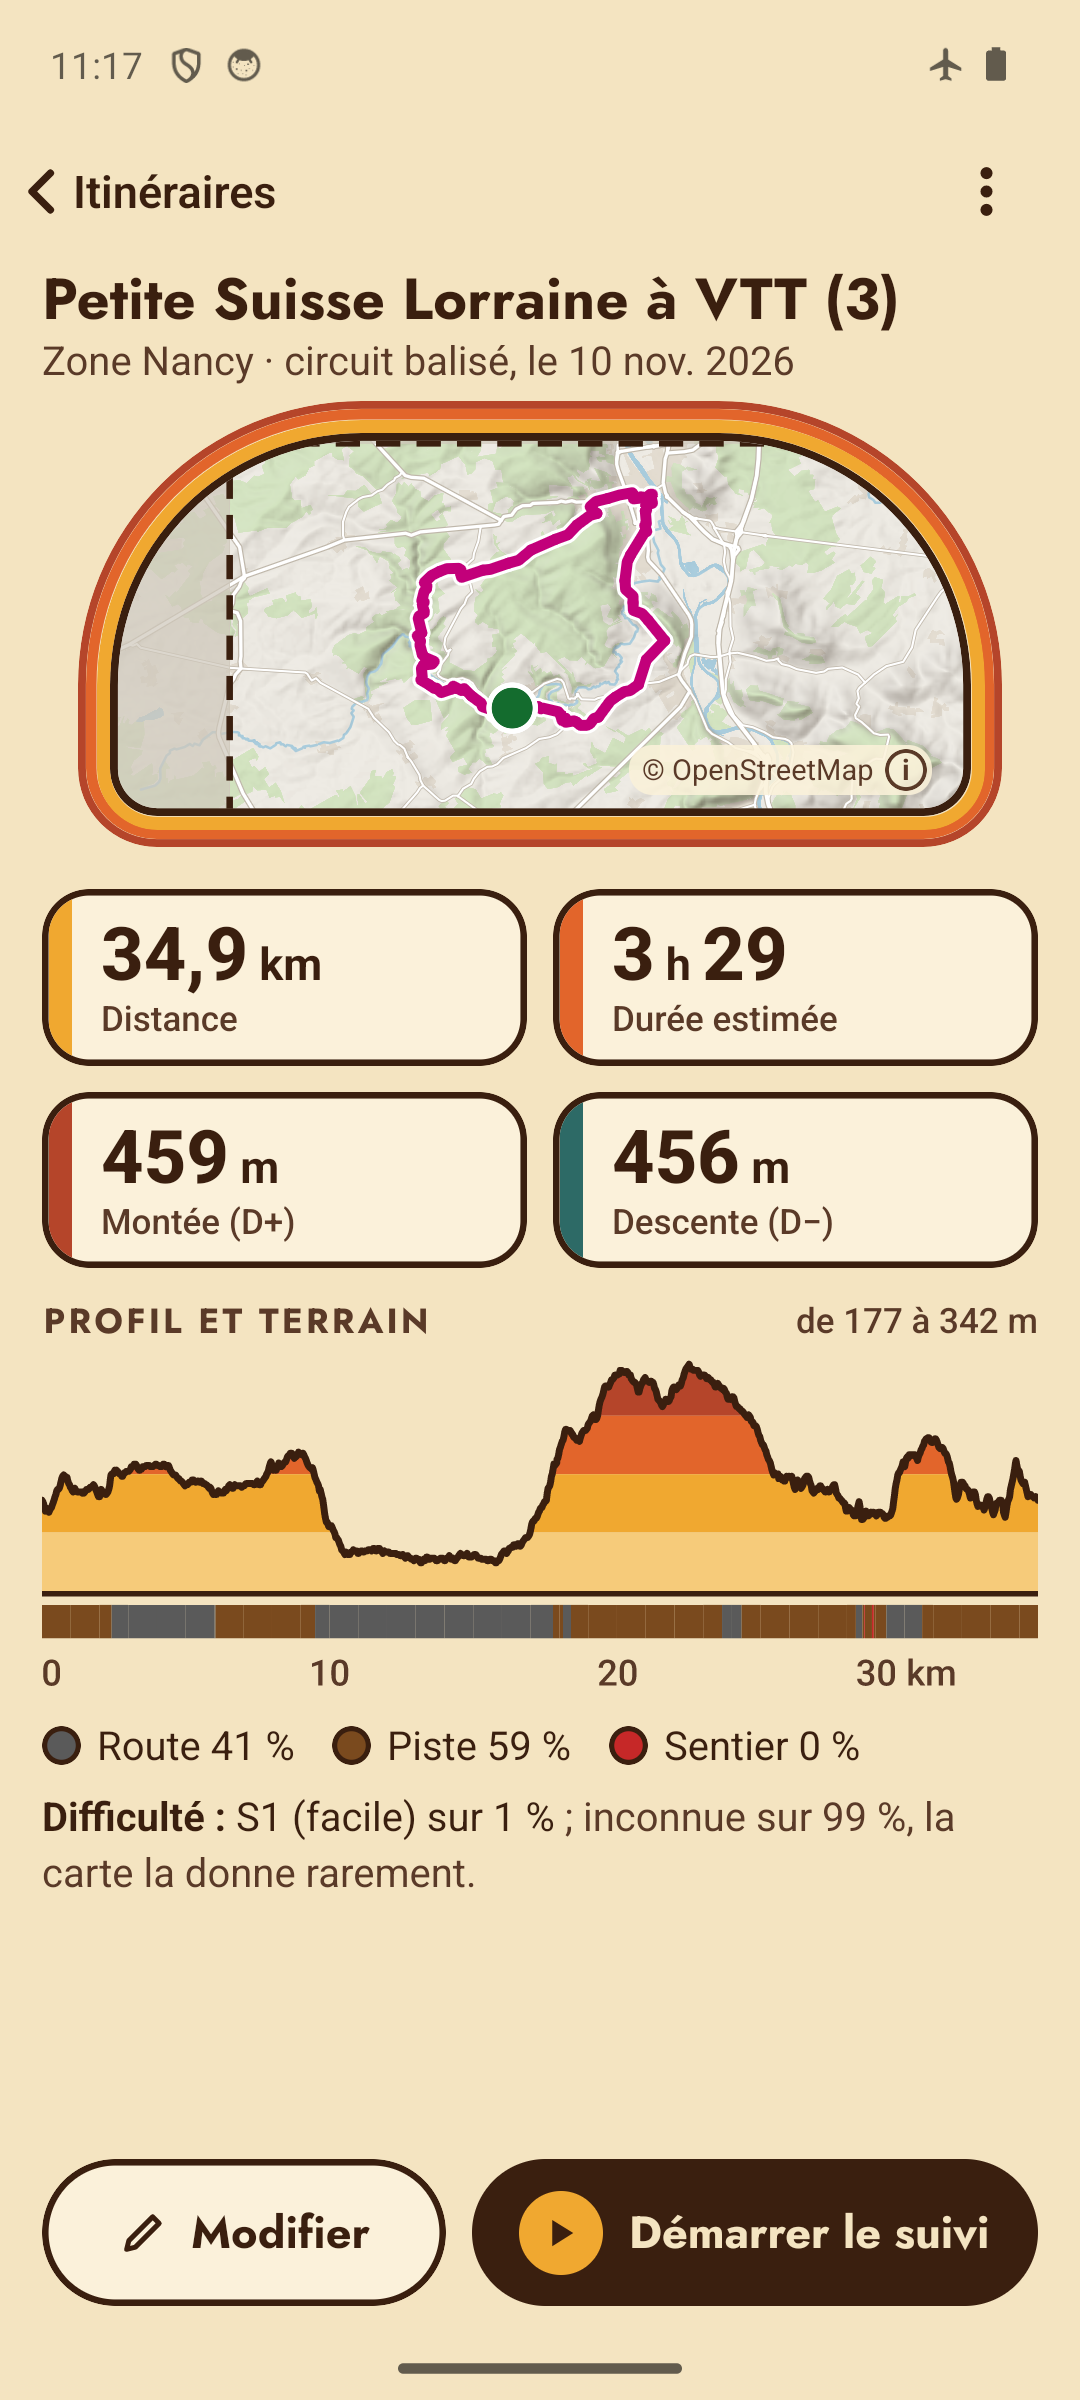 11:17
Itinéraires
Petite Suisse Lorraine à VTT (3)
Zone Nancy · circuit balisé, le 10 nov. 2026
© OpenStreetMap i
34,9 km
Distance
3 h 29
Durée estimée
459 m
Montée (D+)
456 m
Descente (D−)
PROFIL ET TERRAIN
de 177 à 342 m
0 10 20 30 km
Route 41 % Piste 59 % Sentier 0 %
Difficulté : S1 (facile) sur 1 % ; inconnue sur 99 %, la
carte la donne rarement.
Modifier
Démarrer le suivi